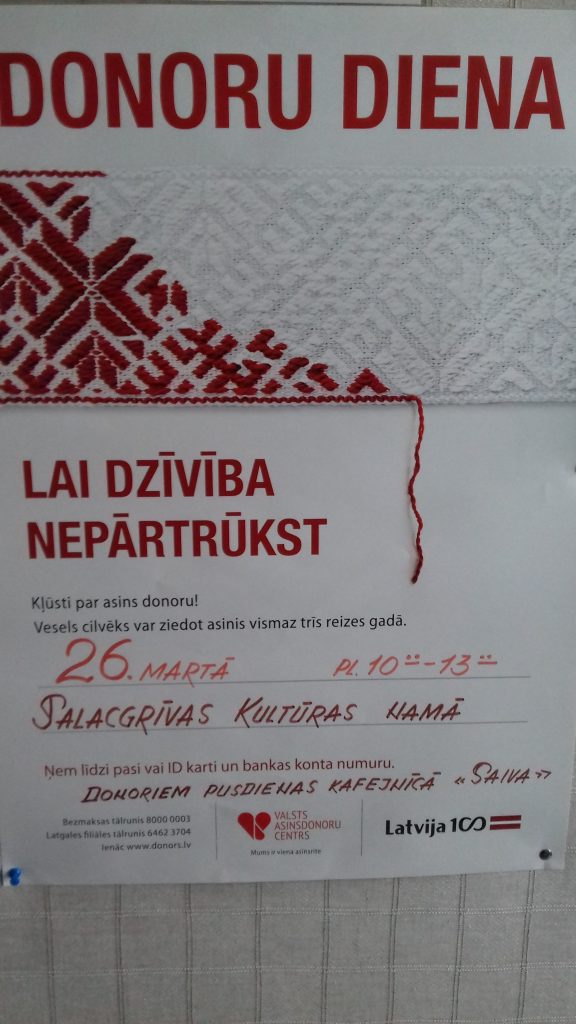 DONORU DIENA
LAI DZĪVĪBA
NEPĀRTRŪKST
Kļūsti par asins donoru!
Vesels cilvēks var ziedot asinis vismaz trīs reizes gadā.
26. MARTĀ PL. 10⁰⁰-13⁰⁰
SALACGRĪVAS KULTŪRAS NAMĀ
Ņem līdzi pasi vai ID karti un bankas konta numuru.
DONORIEM PUSDIENAS KAFEJNĪCĀ «SAIVA»
Bezmaksas tālrunis 8000 0003
Latgales filiāles tālrunis 6462 3704
Ienāc www.donors.lv
VALSTS
ASINSDONORU
CENTRS
Mums ir viena asinsrite
Latvija 100